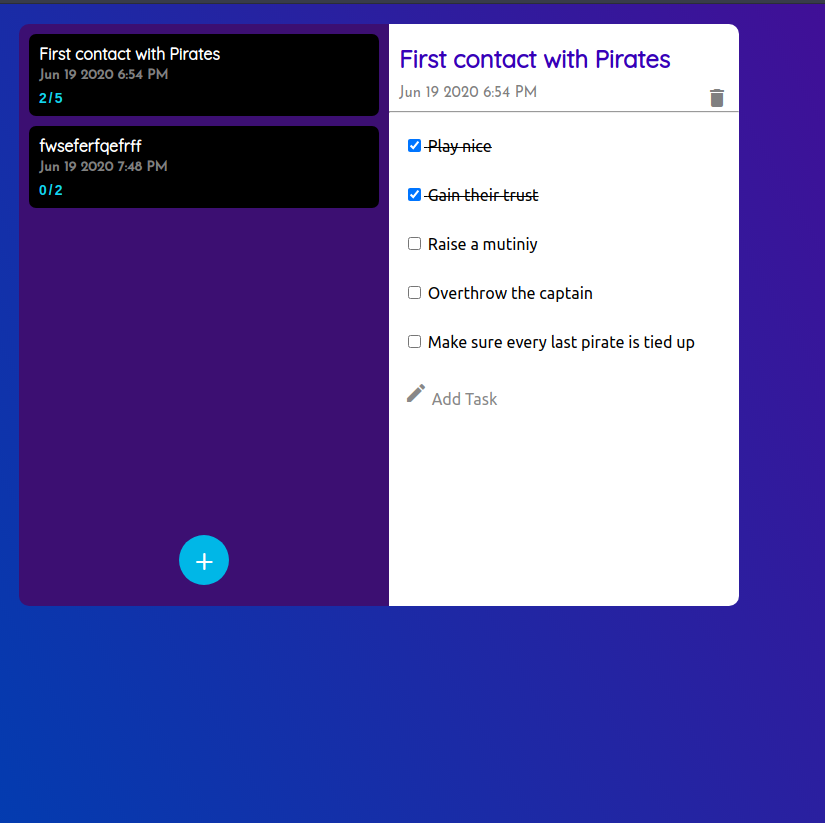 First contact with Pirates
Jun 19 2020 6:54 PM
2/5
fwseferfqefrff
Jun 19 2020 7:48 PM
0/2
+
First contact with Pirates
Jun 19 2020 6:54 PM
Play nice
Gain their trust
Raise a mutiniy
Overthrow the captain
Make sure every last pirate is tied up
Add Task